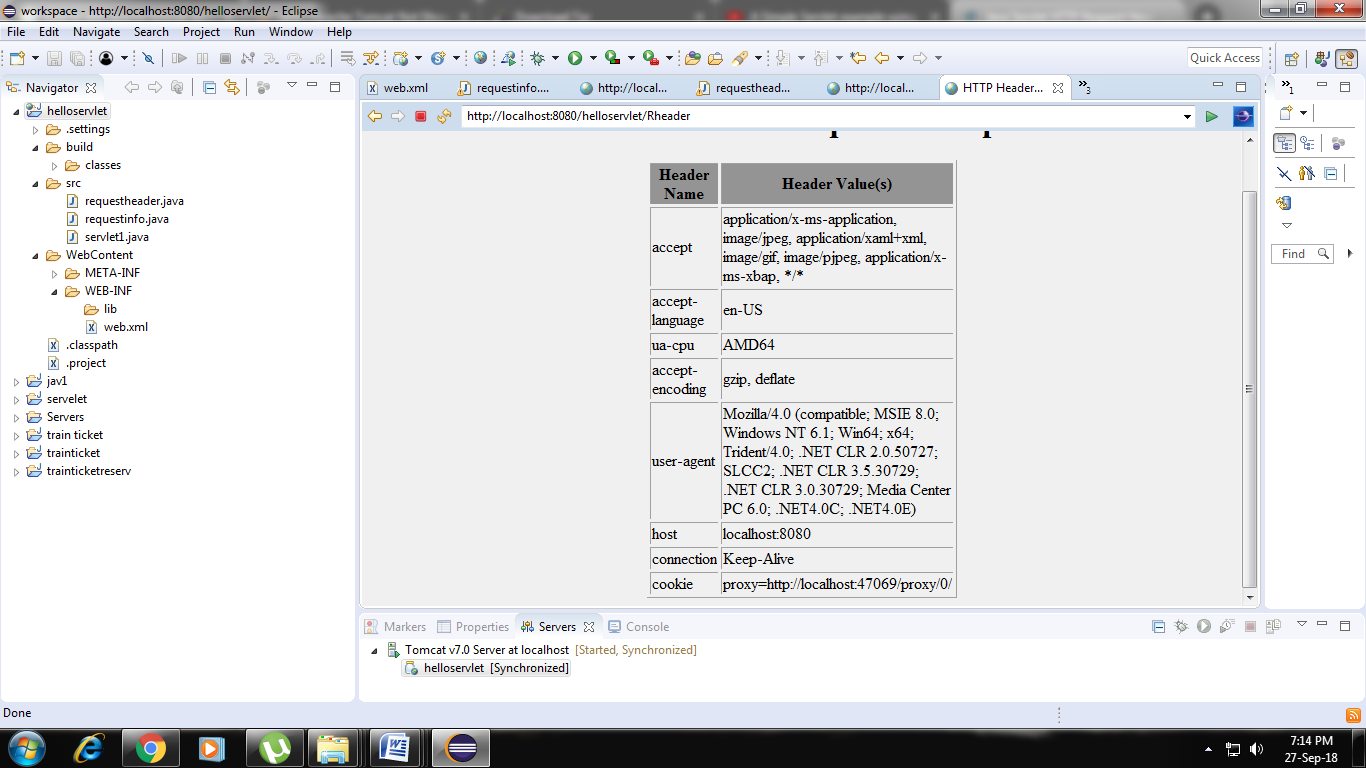 workspace - http://localhost:8080/helloservlet/ - Eclipse
File Edit Navigate Search Project Run Window Help
Quick Access
Navigator
helloservlet
.settings
build
classes
src
requestheader.java
requestinfo.java
servlet1.java
WebContent
META-INF
WEB-INF
lib
web.xml
.classpath
.project
jav1
servelet
Servers
train ticket
trainticket
trainticketreserv
web.xml requestinfo.... http://local... requesthead... http://local... HTTP Header... »3
http://localhost:8080/helloservlet/Rheader
Header
Name
Header Value(s)
accept
application/x-ms-application,
image/jpeg, application/xaml+xml,
image/gif, image/pjpeg, application/x-
ms-xbap, */*
accept-
language
en-US
ua-cpu AMD64
accept-
encoding
gzip, deflate
user-agent
Mozilla/4.0 (compatible; MSIE 8.0;
Windows NT 6.1; Win64; x64;
Trident/4.0; .NET CLR 2.0.50727;
SLCC2; .NET CLR 3.5.30729;
.NET CLR 3.0.30729; Media Center
PC 6.0; .NET4.0C; .NET4.0E)
host localhost:8080
connection Keep-Alive
cookie proxy=http://localhost:47069/proxy/0/
»1
Find
Markers Properties Servers Console
Tomcat v7.0 Server at localhost [Started, Synchronized]
helloservlet [Synchronized]
Done
7:14 PM
27-Sep-18